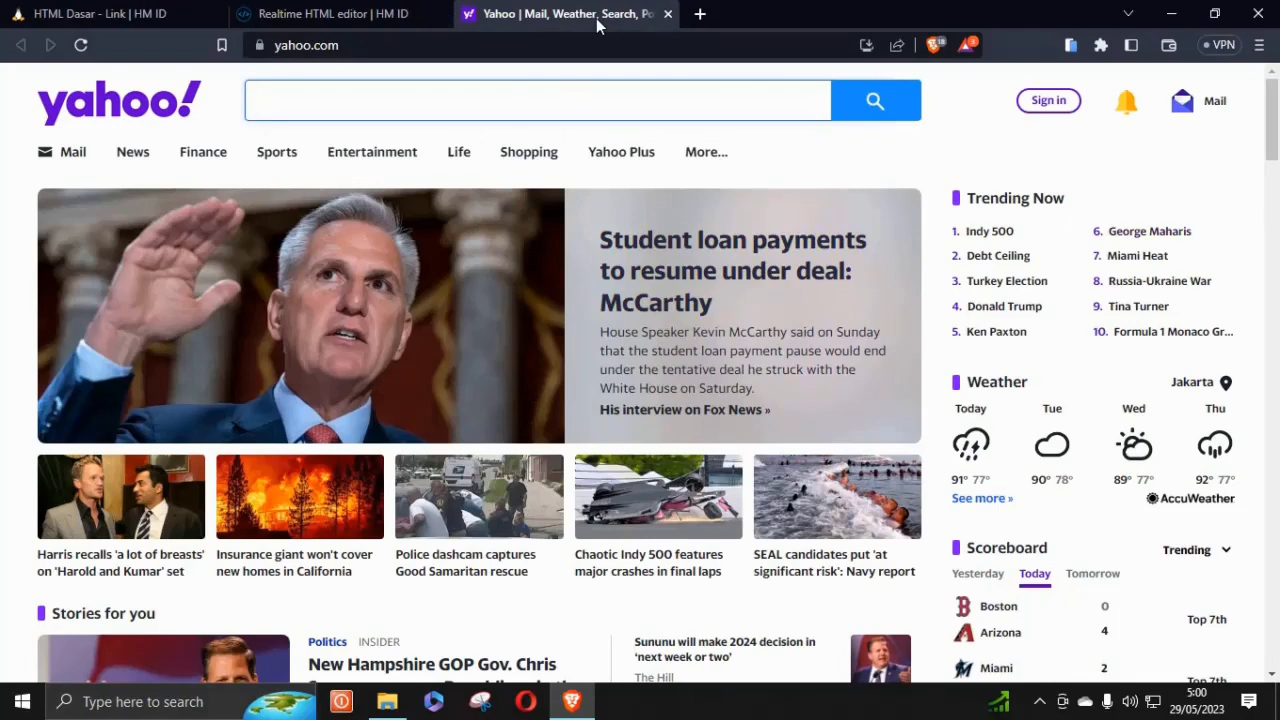 HTML Dasar - Link | HM ID
Realtime HTML editor | HM ID
Yahoo | Mail, Weather, Search, Po
yahoo.com
18
3
VPN
yahoo!
Sign in
Mail
Mail
News
Finance
Sports
Entertainment
Life
Shopping
Yahoo Plus
More...
Student loan payments
to resume under deal:
McCarthy
House Speaker Kevin McCarthy said on Sunday
that the student loan payment pause would end
under the tentative deal he struck with the
White House on Saturday.
His interview on Fox News »
Harris recalls 'a lot of breasts'
on 'Harold and Kumar' set
Insurance giant won't cover
new homes in California
Police dashcam captures
Good Samaritan rescue
Chaotic Indy 500 features
major crashes in final laps
SEAL candidates put 'at
significant risk': Navy report
Stories for you
Politics INSIDER
New Hampshire GOP Gov. Chris
Sununu will make 2024 decision in
'next week or two'
The Hill
Trending Now
1. Indy 500
2. Debt Ceiling
3. Turkey Election
4. Donald Trump
5. Ken Paxton
6. George Maharis
7. Miami Heat
8. Russia-Ukraine War
9. Tina Turner
10. Formula 1 Monaco Gr...
Weather
Jakarta
Today Tue Wed Thu
91° 77° 90° 78° 89° 77° 92° 77°
See more »
AccuWeather
Scoreboard
Trending
Yesterday Today Tomorrow
Boston 0
Arizona 4
Top 7th
Miami 2
Top 7th
Type here to search
5:00
29/05/2023